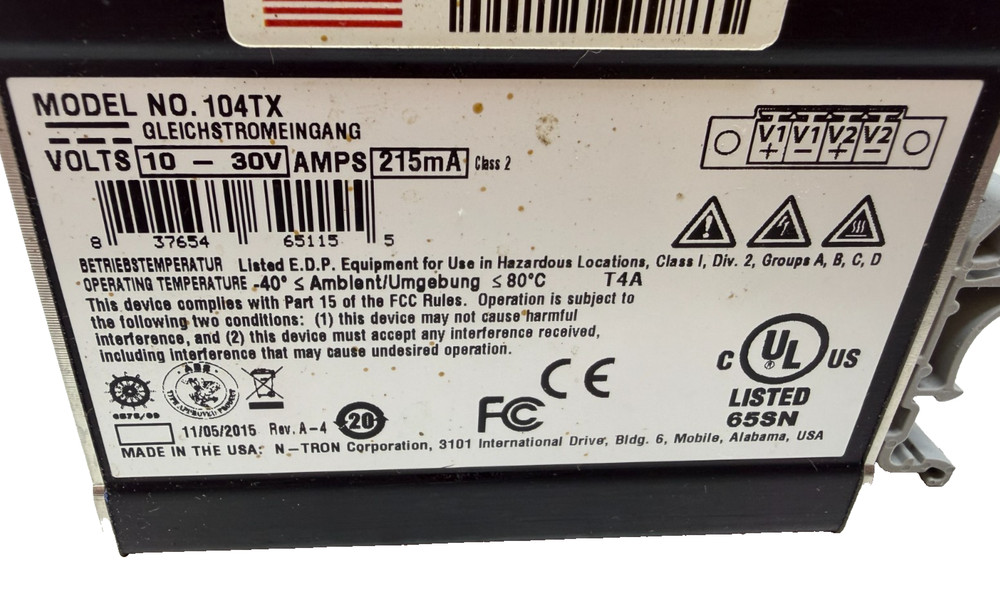 MODEL NO. 104TX
GLEICHSTROMEINGANG
VOLTS 10 – 30V AMPS 215mA Class 2
V1 V1 V2 V2
+ – + –
8 37654 65115 5
BETRIEBSTEMPERATUR Listed E.D.P. Equipment for Use in Hazardous Locations, Class I, Div. 2, Groups A, B, C, D
OPERATING TEMPERATURE -40° ≤ Ambient/Umgebung ≤ 80°C T4A
This device complies with Part 15 of the FCC Rules. Operation is subject to
the following two conditions: (1) this device may not cause harmful
interference, and (2) this device must accept any interference received,
including interference that may cause undesired operation.
ABS
TYPE APPROVED PRODUCT
CE
FC
C UL US
®
LISTED
65SN
11/05/2015 Rev. A-4 20
MADE IN THE USA: N-TRON Corporation, 3101 International Drive, Bldg. 6, Mobile, Alabama, USA